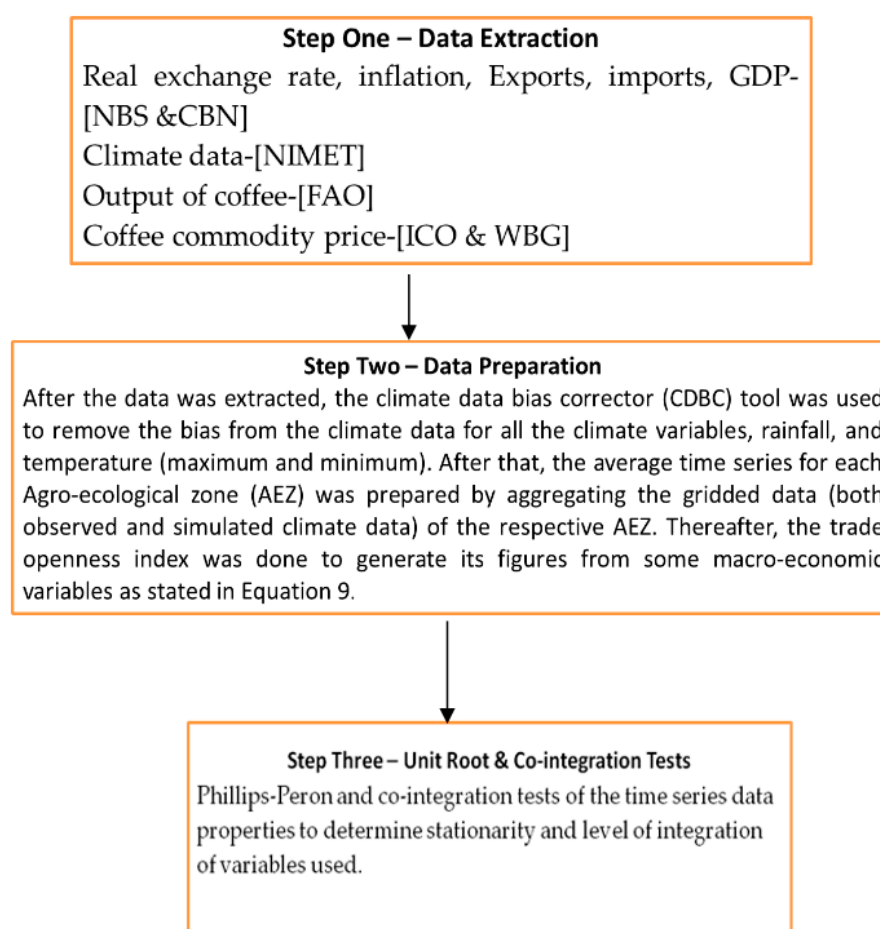 Step One – Data Extraction
Real exchange rate, inflation, Exports, imports, GDP-
[NBS &CBN]
Climate data-[NIMET]
Output of coffee-[FAO]
Coffee commodity price-[ICO & WBG]
Step Two – Data Preparation
After the data was extracted, the climate data bias corrector (CDBC) tool was used
to remove the bias from the climate data for all the climate variables, rainfall, and
temperature (maximum and minimum). After that, the average time series for each
Agro-ecological zone (AEZ) was prepared by aggregating the gridded data (both
observed and simulated climate data) of the respective AEZ. Thereafter, the trade
openness index was done to generate its figures from some macro-economic
variables as stated in Equation 9.
Step Three – Unit Root & Co-integration Tests
Phillips-Peron and co-integration tests of the time series data
properties to determine stationarity and level of integration
of variables used.